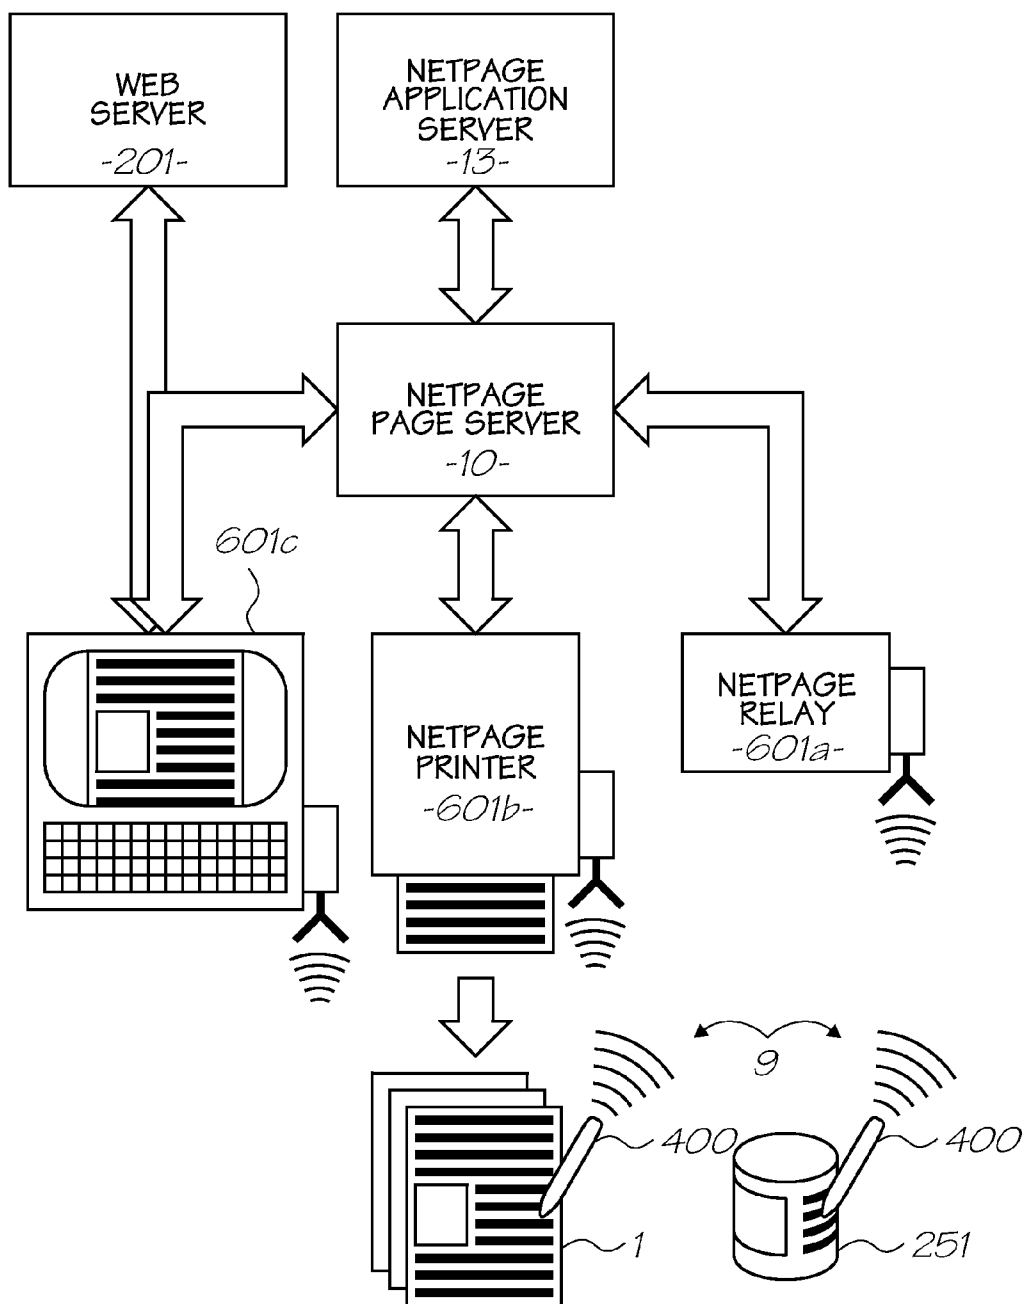 WEB
SERVER
-201-
NETPAGE
APPLICATION
SERVER
-13-
NETPAGE
PAGE SERVER
-10-
601c
NETPAGE
PRINTER
-601b-
NETPAGE
RELAY
-601a-
9
400
400
1
251